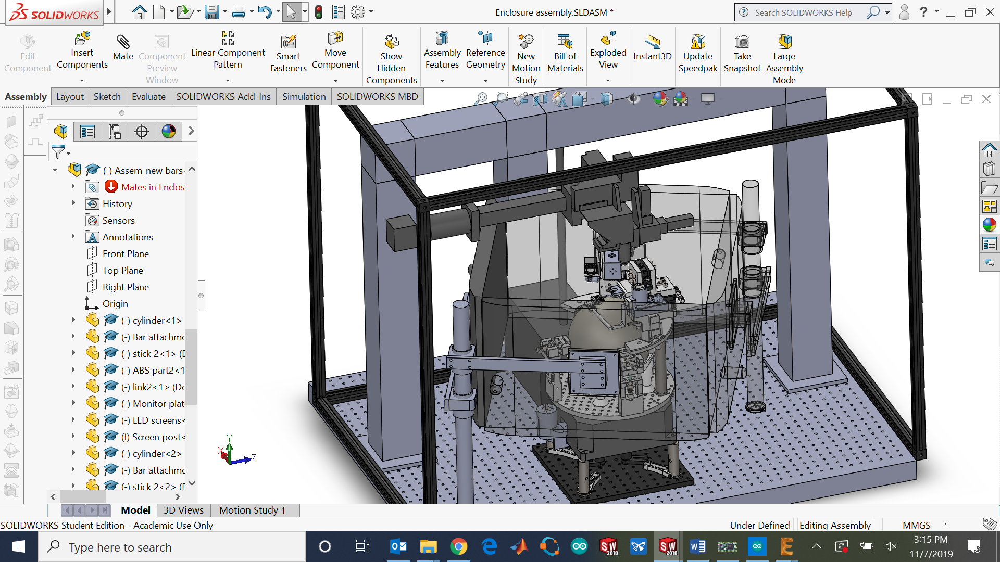 SOLIDWORKS
Enclosure assembly.SLDASM *
Search SOLIDWORKS Help
?
Edit
Component
Insert
Components
Mate
Component
Preview
Window
Linear Component
Pattern
Smart
Fasteners
Move
Component
Show
Hidden
Components
Assembly
Features
Reference
Geometry
New
Motion
Study
Bill of
Materials
Exploded
View
Instant3D
Update
Speedpak
Take
Snapshot
Large
Assembly
Mode
Assembly
Layout
Sketch
Evaluate
SOLIDWORKS Add-Ins
Simulation
SOLIDWORKS MBD
(-) Assem_new bars
Mates in Enclos
History
Sensors
Annotations
Front Plane
Top Plane
Right Plane
Origin
(-) cylinder<1>
(-) Bar attachme
(-) stick 2<1> (D
(-) ABS part2<1
(-) link2<1> (De
(-) Monitor plat
(-) LED screens<
(f) Screen post<
(-) cylinder<2>
(-) Bar attachme
(-) stick 2<2> (D
Y
X
Z
Model
3D Views
Motion Study 1
SOLIDWORKS Student Edition - Academic Use Only
Under Defined
Editing Assembly
MMGS
Type here to search
SW
2018
SW
2018
3:15 PM
11/7/2019